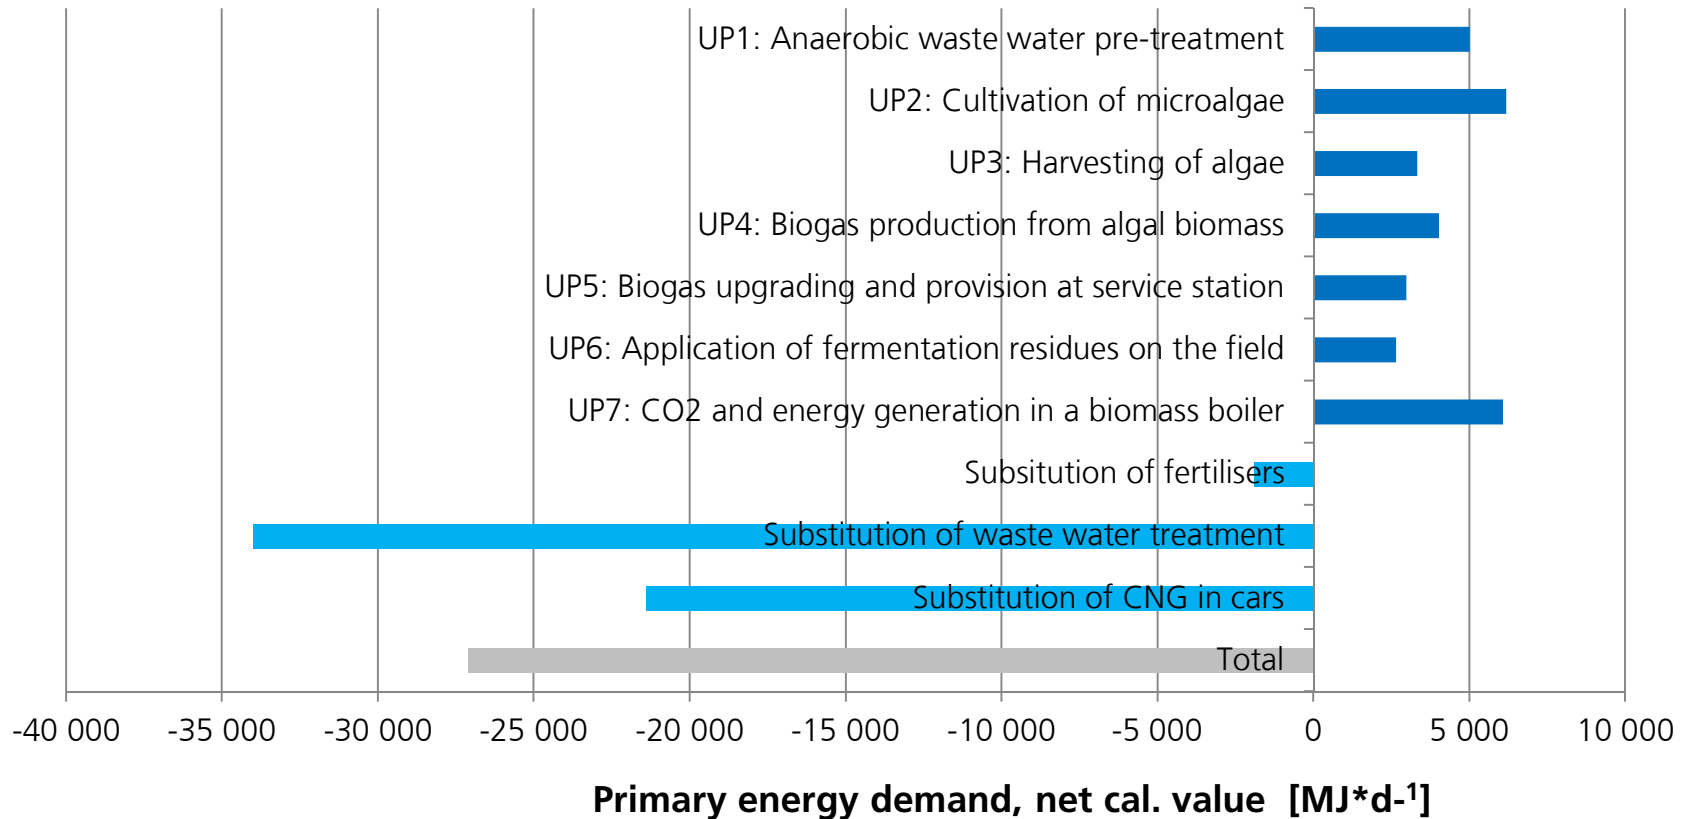 UP1: Anaerobic waste water pre-treatment
UP2: Cultivation of microalgae
UP3: Harvesting of algae
UP4: Biogas production from algal biomass
UP5: Biogas upgrading and provision at service station
UP6: Application of fermentation residues on the field
UP7: CO2 and energy generation in a biomass boiler
Subsitution of fertilisers
Substitution of waste water treatment
Substitution of CNG in cars
Total
-40 000 -35 000 -30 000 -25 000 -20 000 -15 000 -10 000 -5 000 0 5 000 10 000
Primary energy demand, net cal. value [MJ*d-¹]